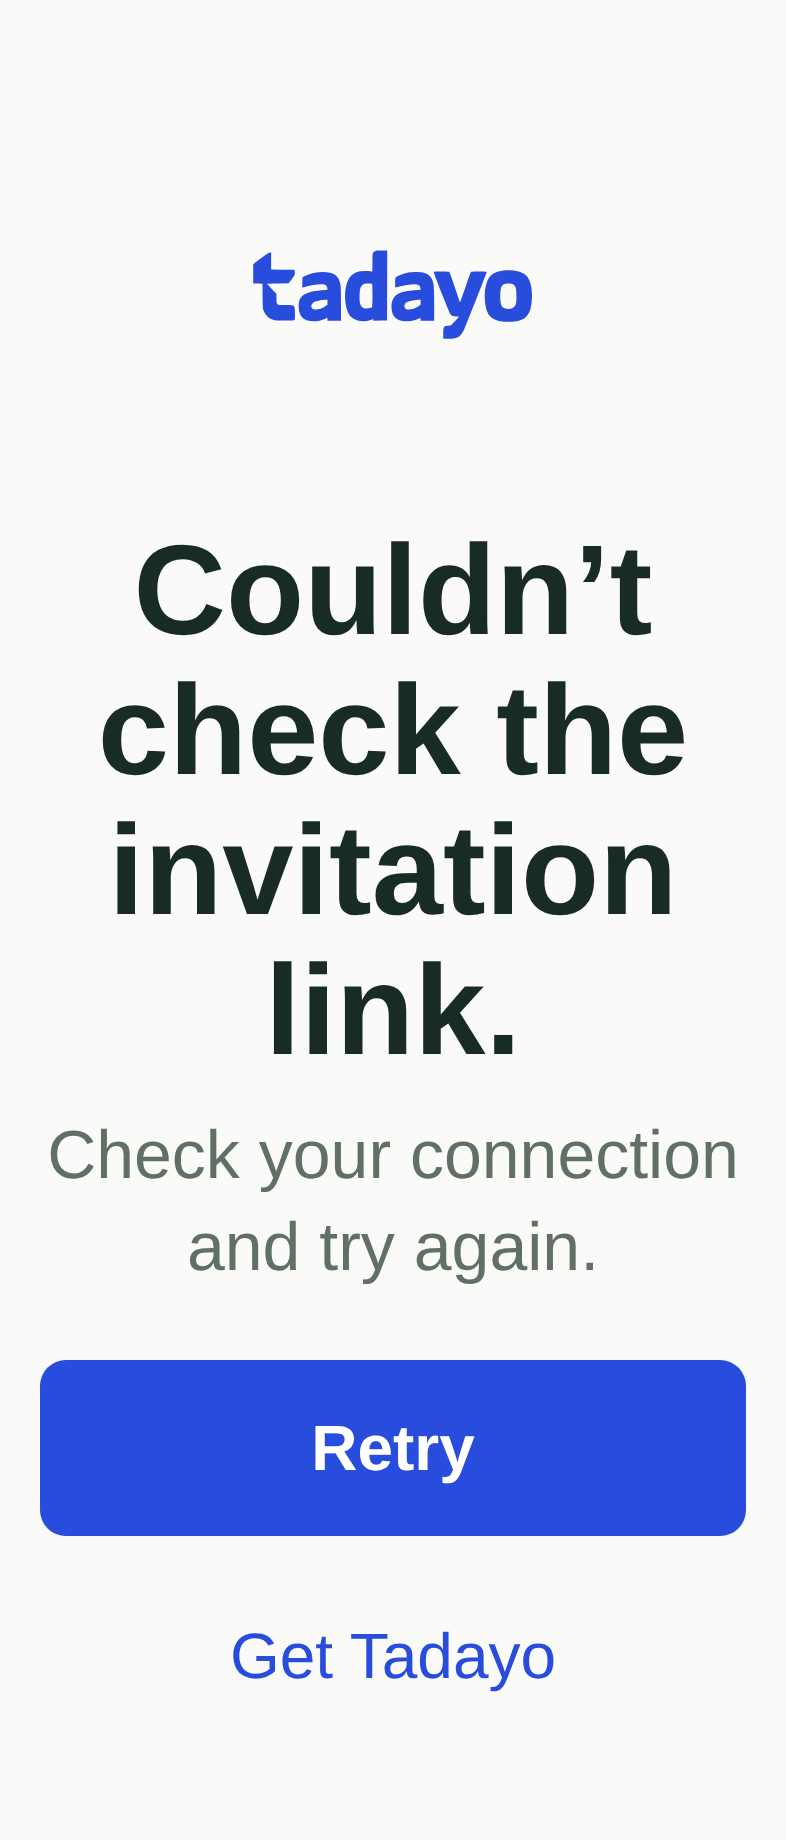 tadayo
Couldn’t
check the
invitation
link.
Check your connection
and try again.
Retry
Get Tadayo